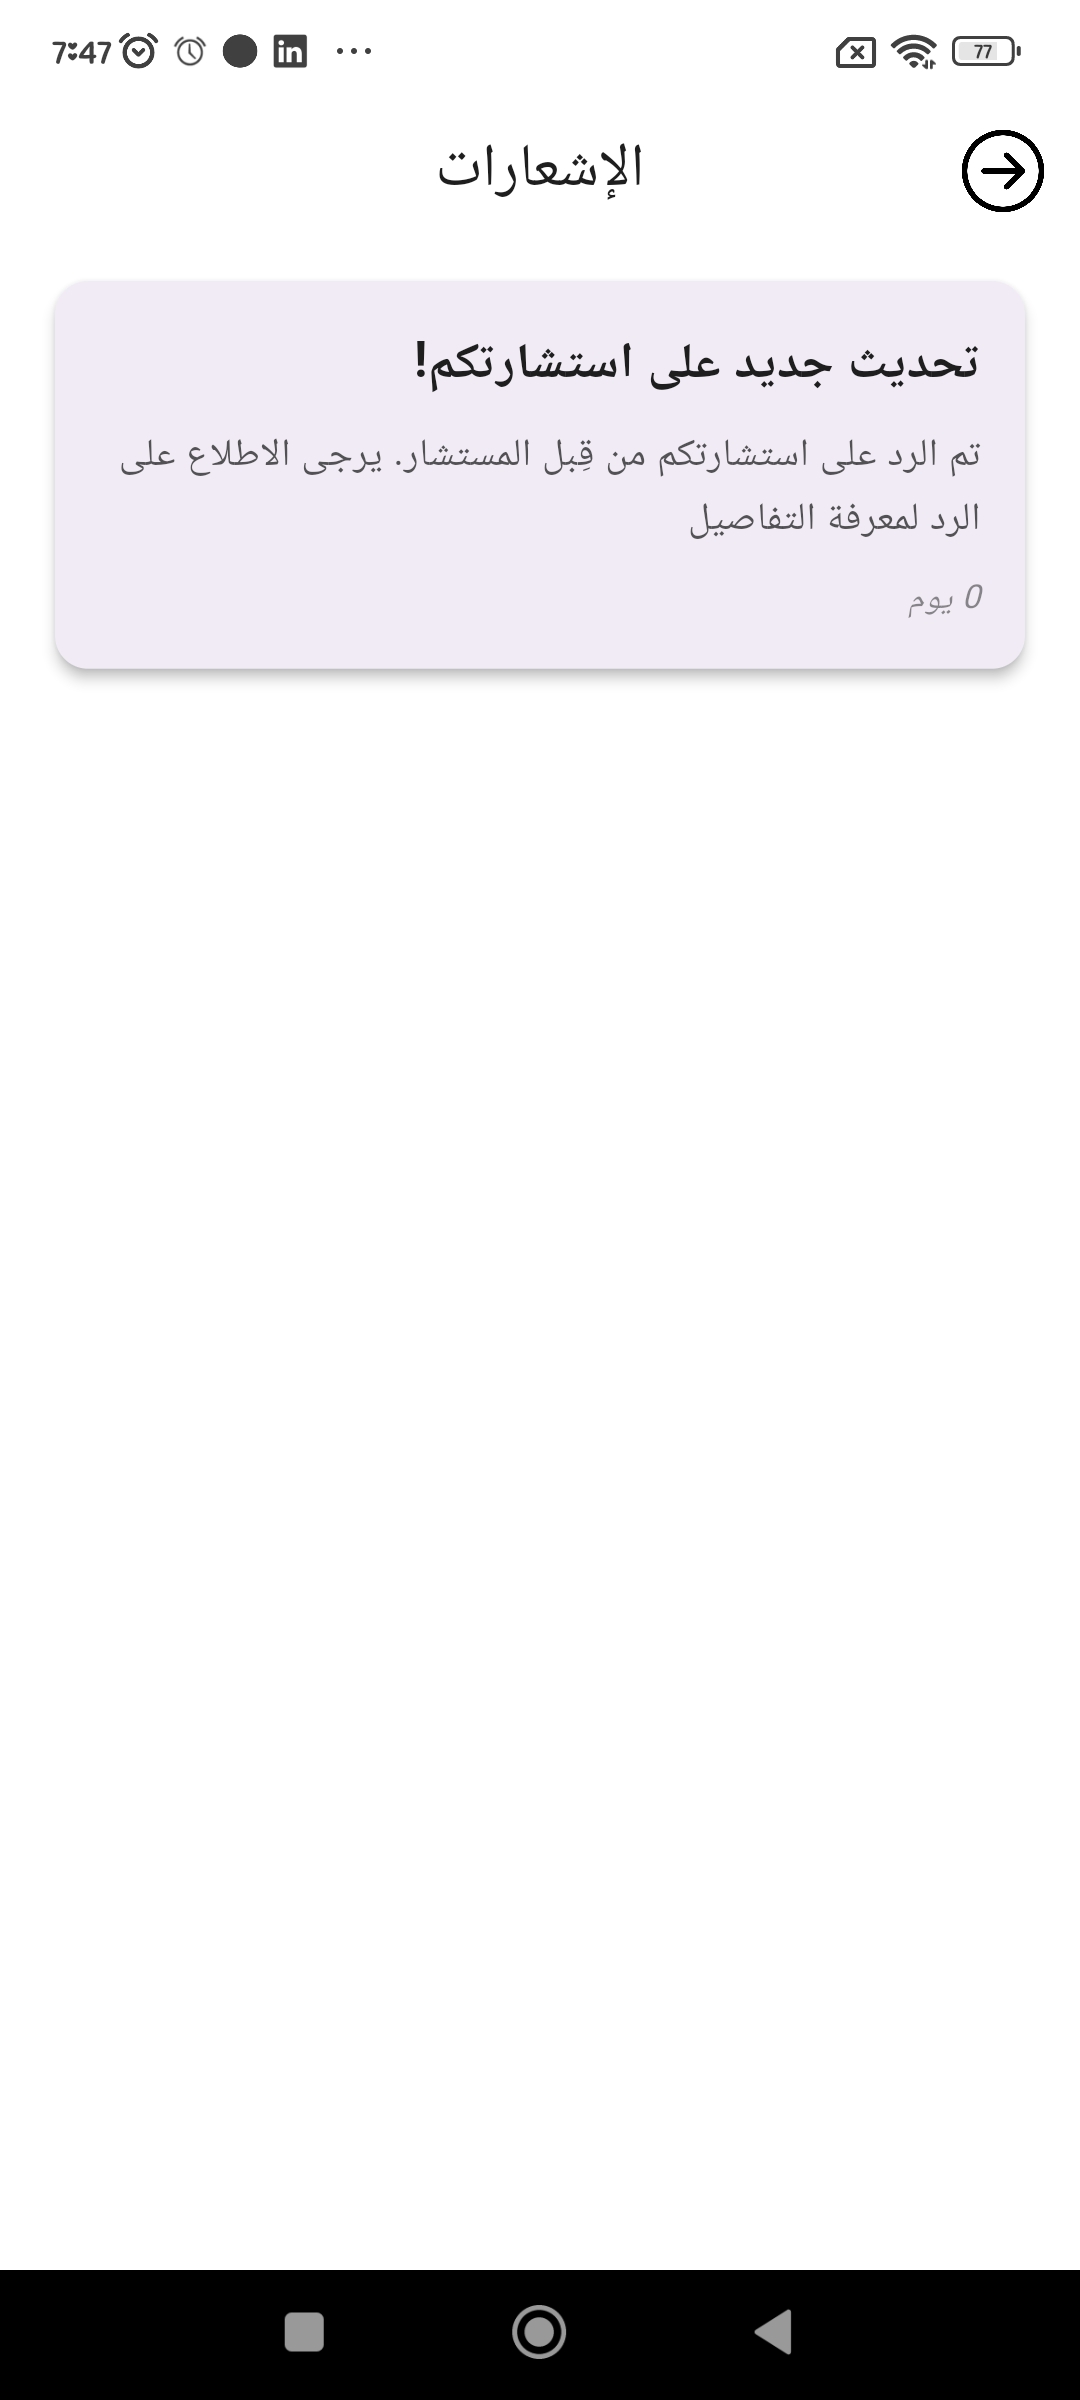 7:47
in
77
الإشعارات
تحديث جديد على استشارتكم!
تم الرد على استشارتكم من قِبل المستشار. يرجى الاطلاع على
الرد لمعرفة التفاصيل
0 يوم